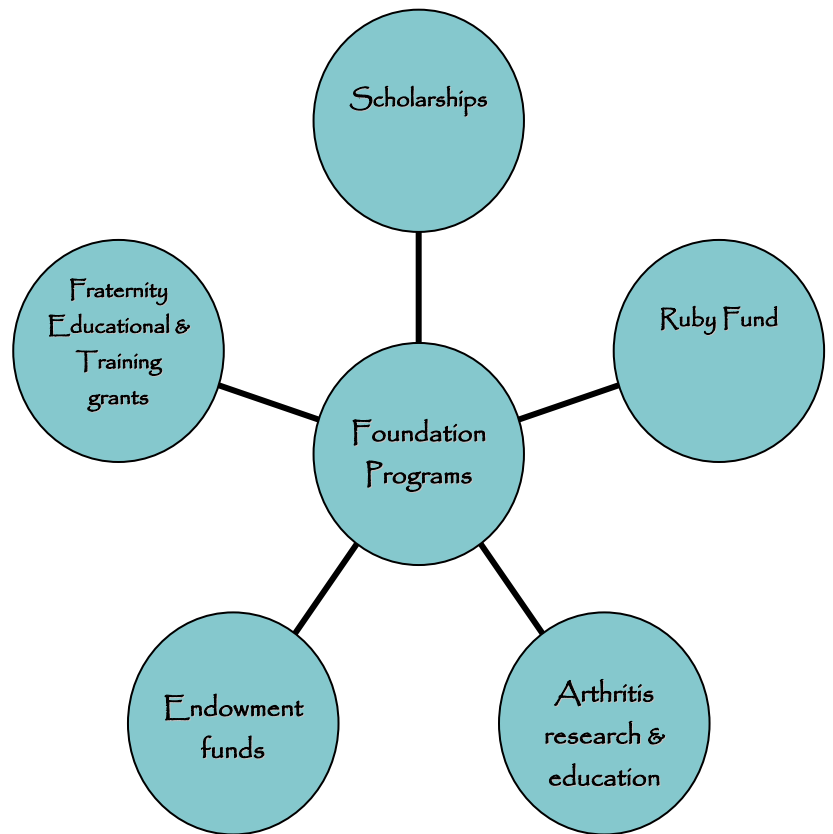 Scholarships
Fraternity
Educational &
Training
grants
Ruby Fund
Foundation
Programs
Endowment
funds
Arthritis
research &
education